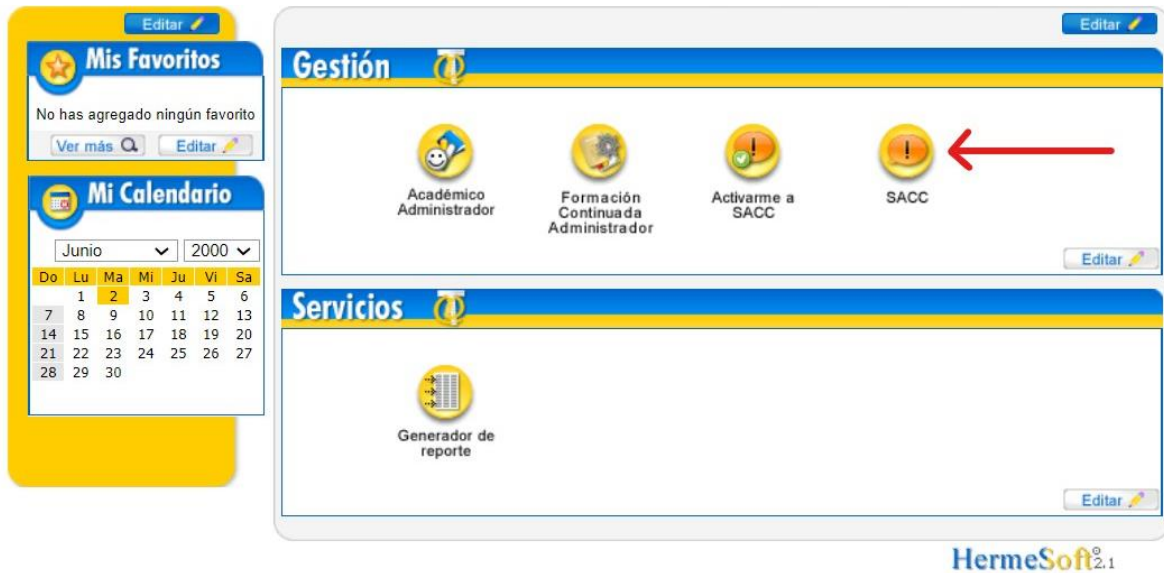 Editar
Mis Favoritos
No has agregado ningún favorito
Ver más
Editar
Mi Calendario
Junio 2000
Do Lu Ma Mi Ju Vi Sa
1 2 3 4 5 6
7 8 9 10 11 12 13
14 15 16 17 18 19 20
21 22 23 24 25 26 27
28 29 30
Editar
Gestión
Académico
Administrador
Formación
Continuada
Administrador
Activarme a
SACC
SACC
Editar
Servicios
Generador de
reporte
Editar
HermeSoft 2.1